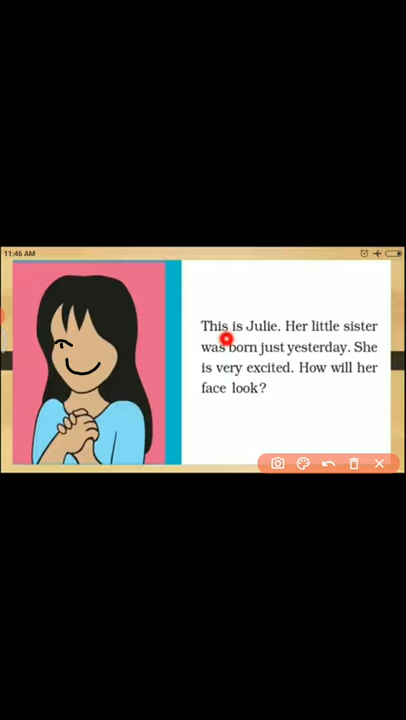 11:46 AM
This is Julie. Her little sister
was born just yesterday. She
is very excited. How will her
face look?